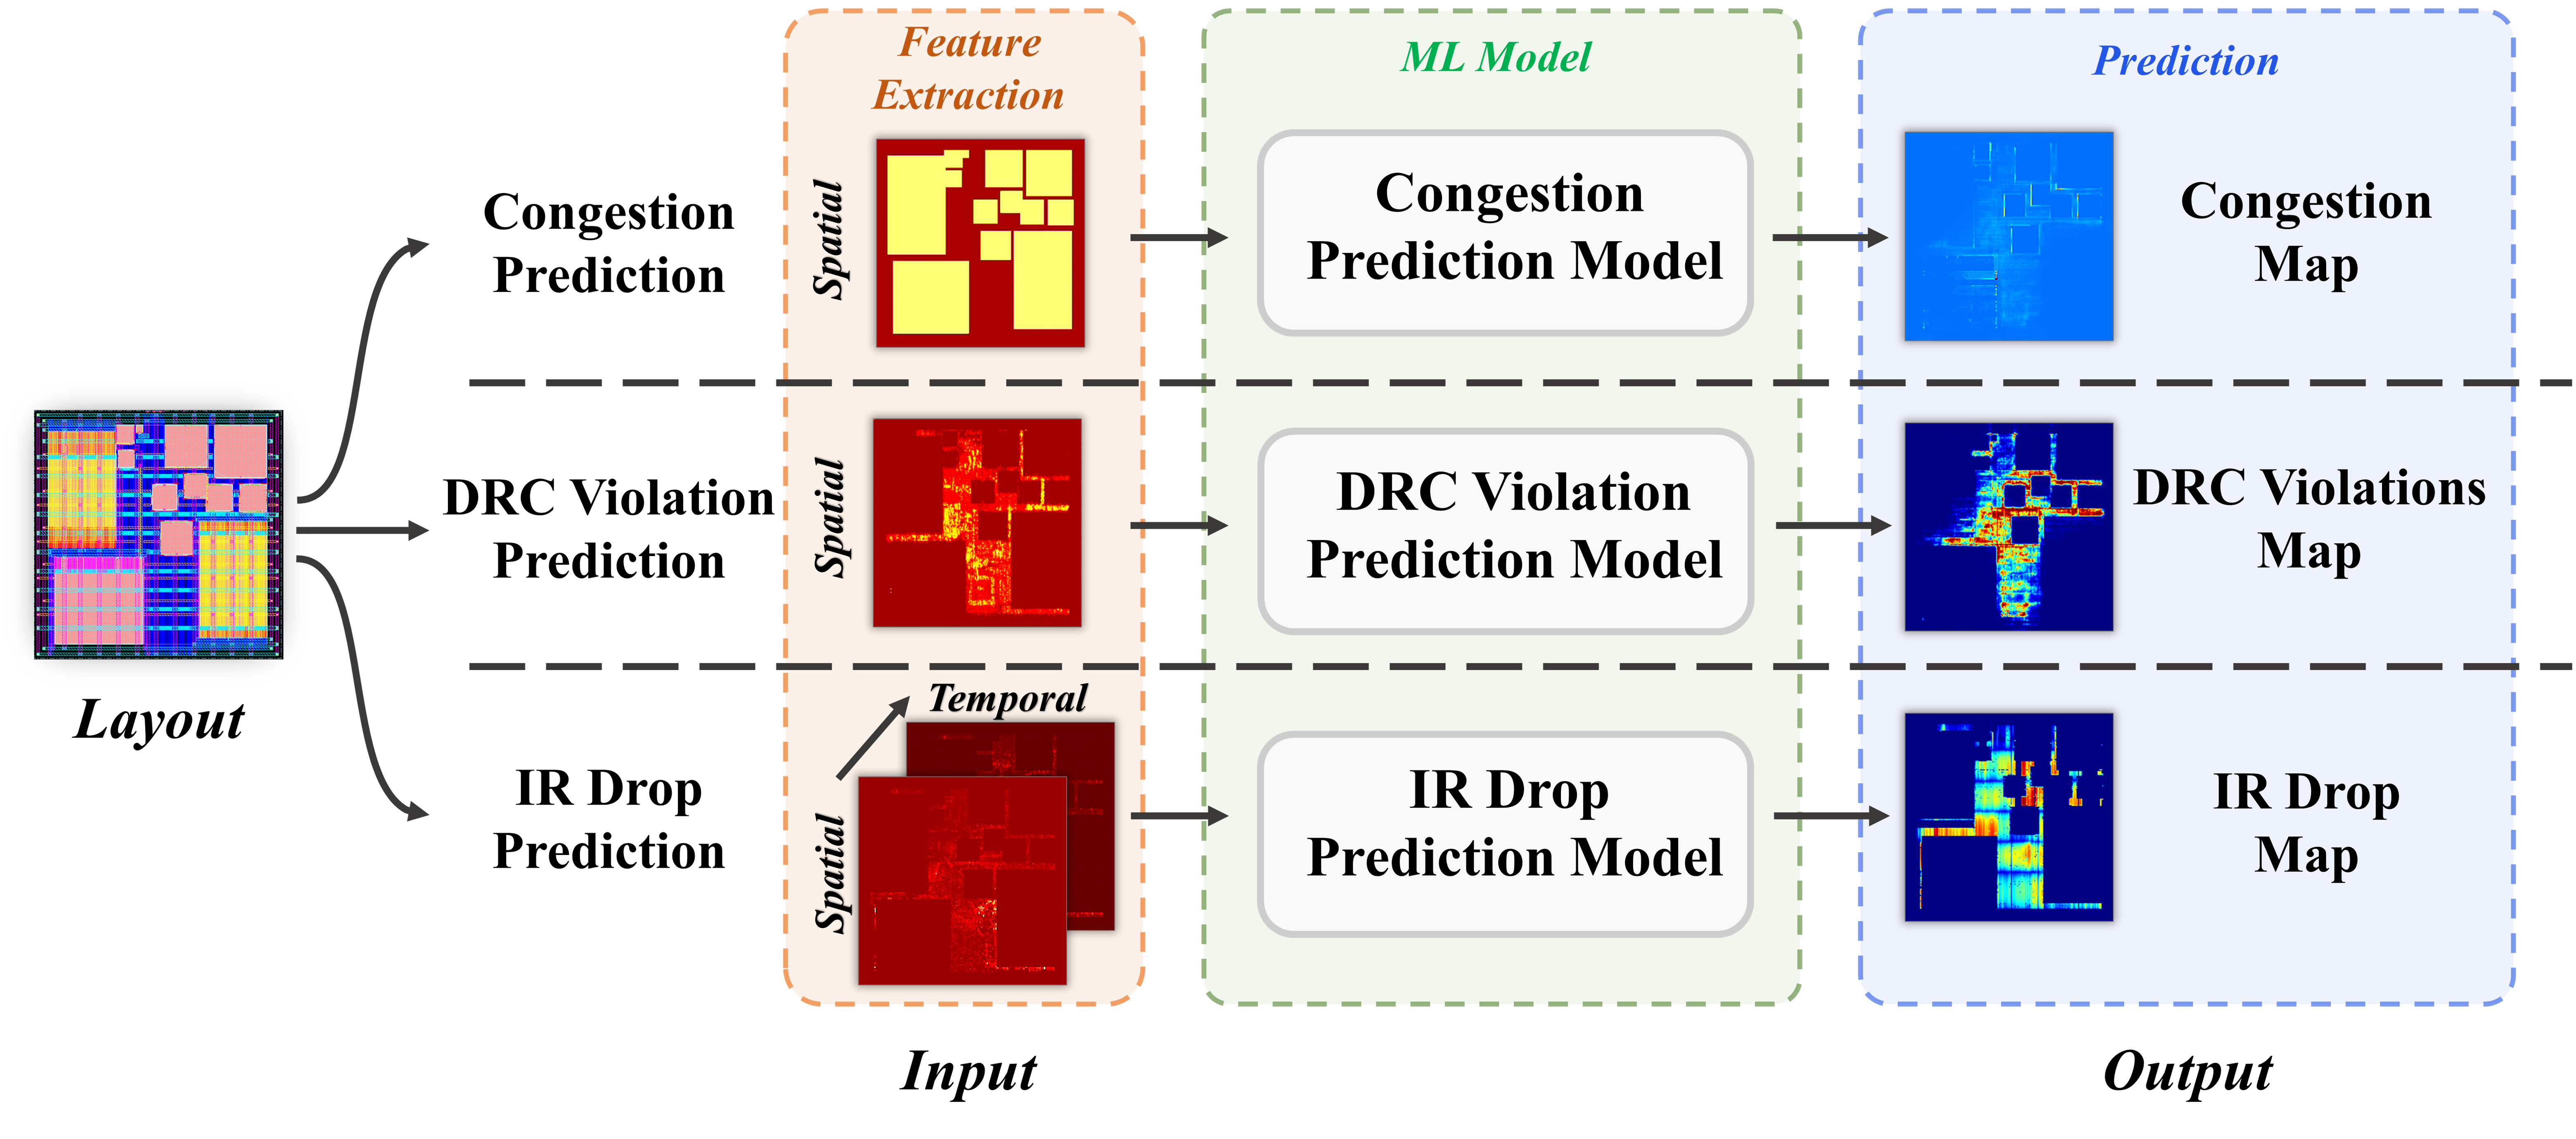 Feature
Extraction
ML Model
Prediction
Congestion
Prediction
Spatial
Congestion
Prediction Model
Congestion
Map
DRC Violation
Prediction
Spatial
DRC Violation
Prediction Model
DRC Violations
Map
Layout
IR Drop
Prediction
Temporal
Spatial
IR Drop
Prediction Model
IR Drop
Map
Input
Output